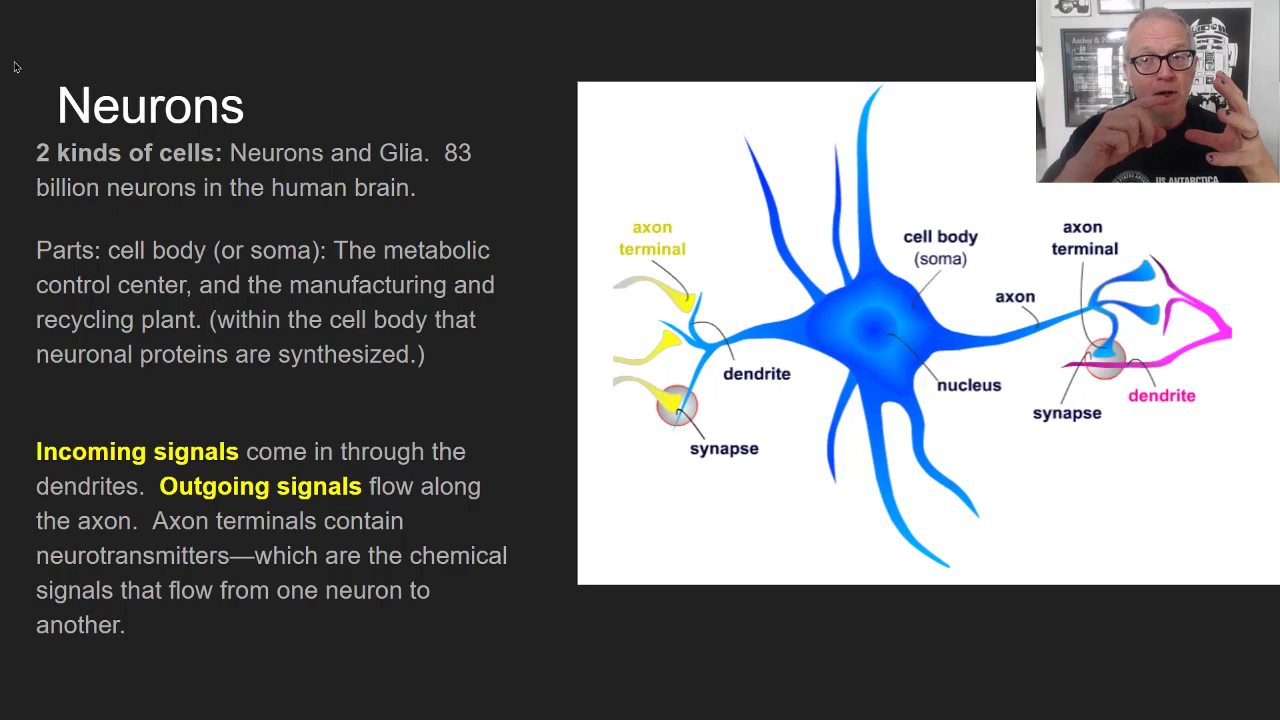 Neurons
2 kinds of cells: Neurons and Glia.  83
billion neurons in the human brain.
Parts: cell body (or soma): The metabolic
control center, and the manufacturing and
recycling plant. (within the cell body that
neuronal proteins are synthesized.)
Incoming signals come in through the
dendrites.  Outgoing signals flow along
the axon.  Axon terminals contain
neurotransmitters—which are the chemical
signals that flow from one neuron to
another.
axon
terminal
dendrite
synapse
cell body
(soma)
axon
nucleus
axon
terminal
synapse
dendrite
US ANTARCTICA